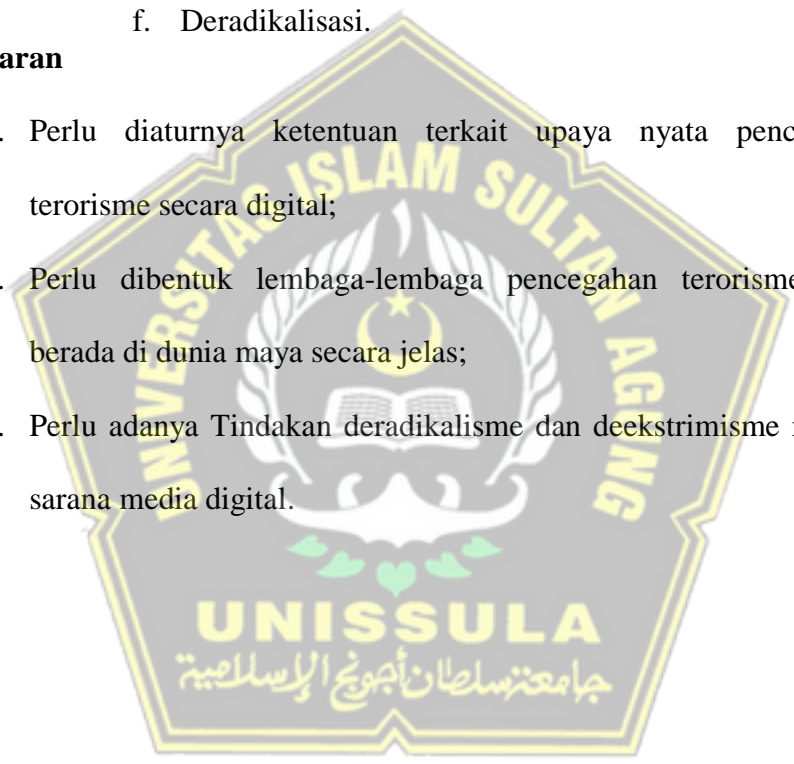 f. Deradikalisasi.
aran
. Perlu diaturnya ketentuan terkait upaya nyata penc
terorisme secara digital;
. Perlu dibentuk lembaga-lembaga pencegahan terorisme
berada di dunia maya secara jelas;
. Perlu adanya Tindakan deradikalisme dan deekstrimisme
sarana media digital.
UNIVERSITAS ISLAM SULTAN AGUNG
UNISSULA
جامعة سلطان أجونج الإسلامية